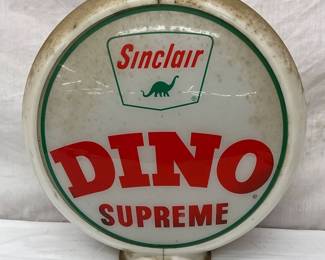 Sinclair
®
DINO
®
SUPREME